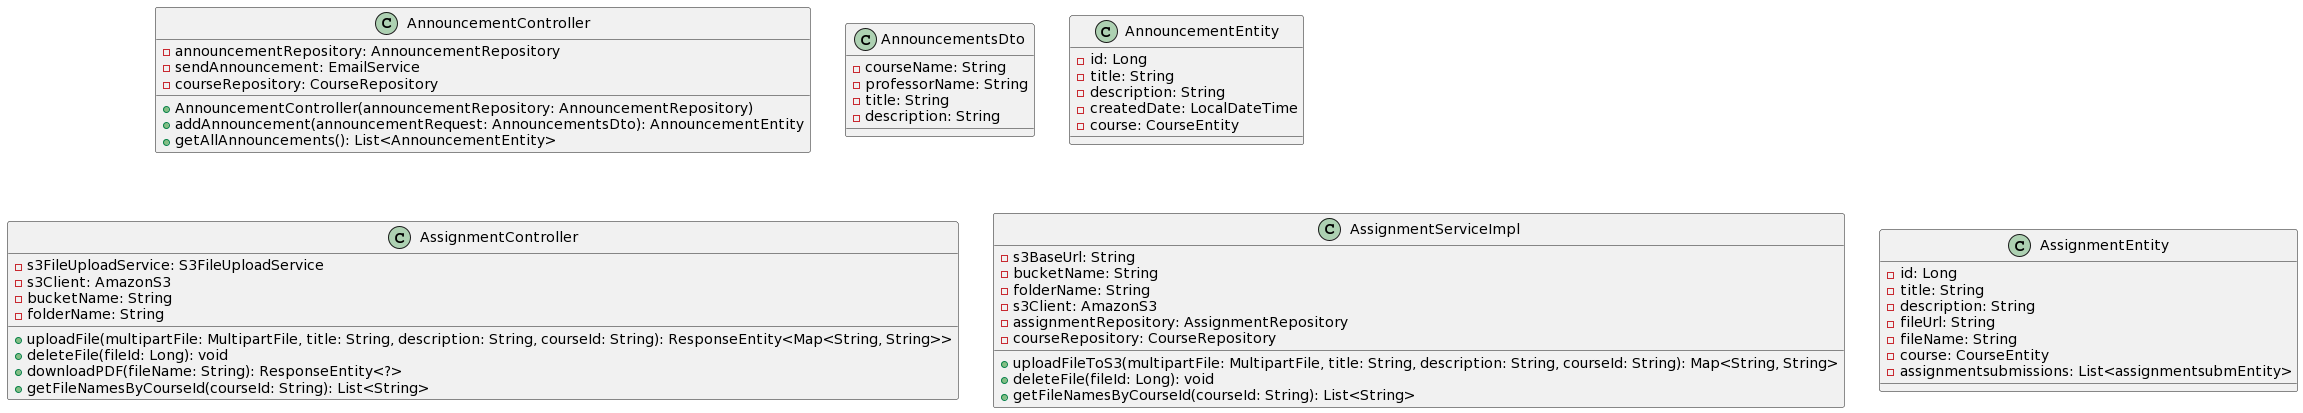 C AnnouncementController
announcementRepository: AnnouncementRepository
sendAnnouncement: EmailService
courseRepository: CourseRepository
AnnouncementController(announcementRepository: AnnouncementRepository)
addAnnouncement(announcementRequest: AnnouncementsDto): AnnouncementEntity
getAllAnnouncements(): List<AnnouncementEntity>
C AnnouncementsDto
courseName: String
professorName: String
title: String
description: String
C AnnouncementEntity
id: Long
title: String
description: String
createdDate: LocalDateTime
course: CourseEntity
C AssignmentController
s3FileUploadService: S3FileUploadService
s3Client: AmazonS3
bucketName: String
folderName: String
uploadFile(multipartFile: MultipartFile, title: String, description: String, courseId: String): ResponseEntity<Map<String, String>>
deleteFile(fileId: Long): void
downloadPDF(fileName: String): ResponseEntity<?>
getFileNamesByCourseId(courseId: String): List<String>
C AssignmentServiceImpl
s3BaseUrl: String
bucketName: String
folderName: String
s3Client: AmazonS3
assignmentRepository: AssignmentRepository
courseRepository: CourseRepository
uploadFileToS3(multipartFile: MultipartFile, title: String, description: String, courseId: String): Map<String, String>
deleteFile(fileId: Long): void
getFileNamesByCourseId(courseId: String): List<String>
C AssignmentEntity
id: Long
title: String
description: String
fileUrl: String
fileName: String
course: CourseEntity
assignmentsubmissions: List<assignmentsubmEntity>